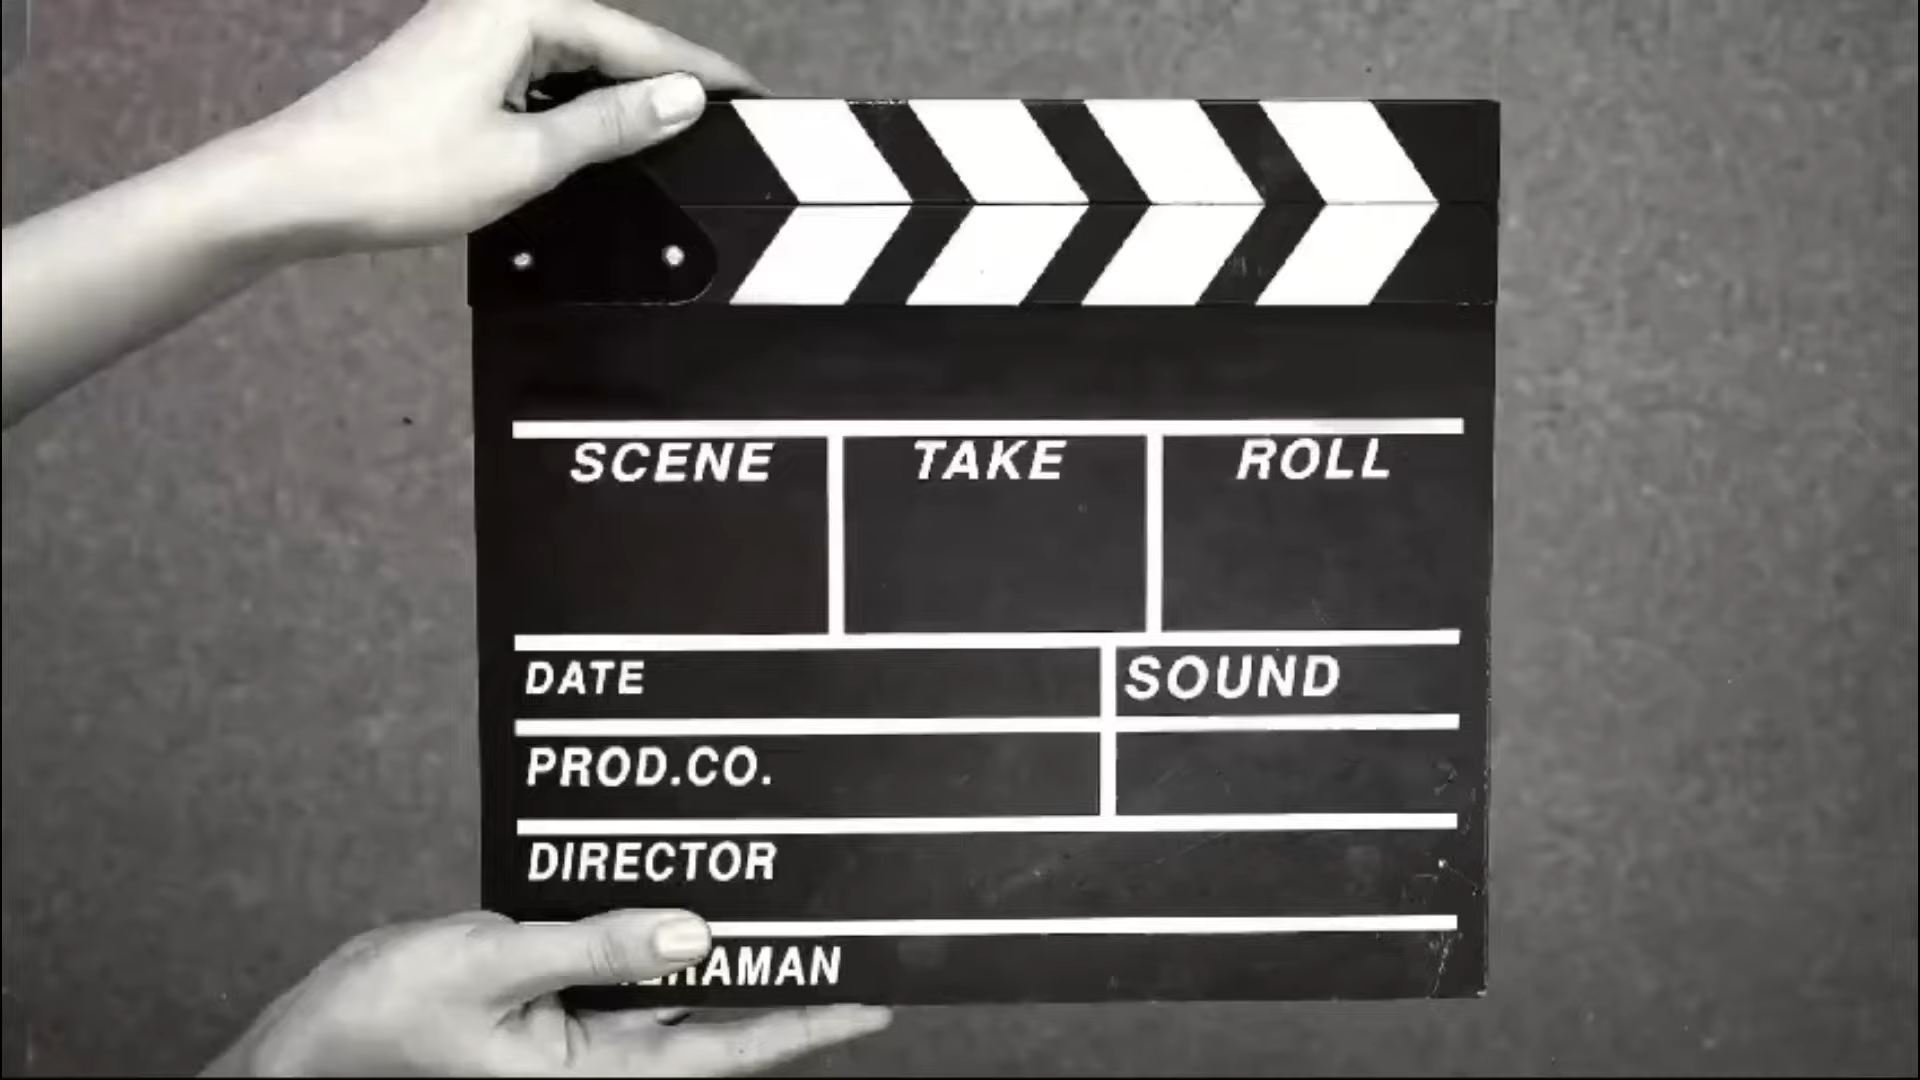 SCENE TAKE ROLL
DATE SOUND
PROD.CO.
DIRECTOR